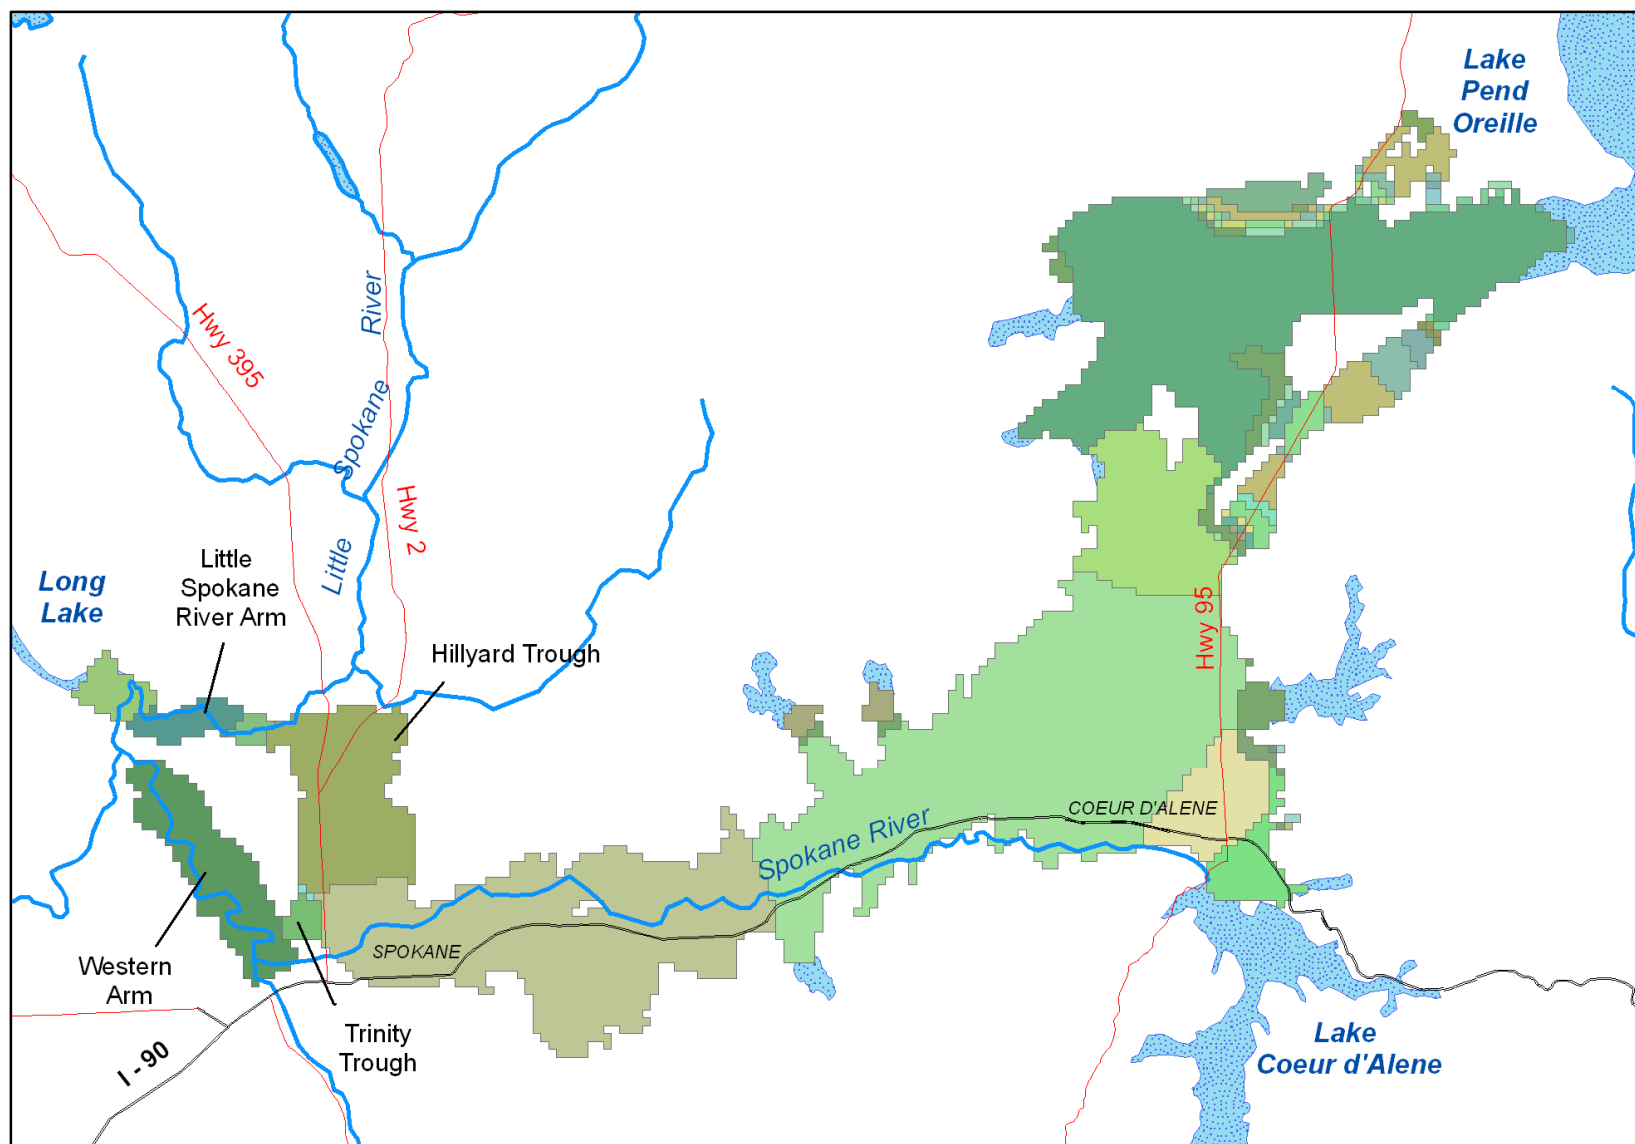 Lake
Pend
Oreille
River
Hwy 395
Spokane
Hwy 2
Little
Little
Spokane
River Arm
Long
Lake
Hillyard Trough
Hwy 95
COEUR D'ALENE
Spokane River
SPOKANE
Western
Arm
Trinity
Trough
I - 90
Lake
Coeur d'Alene